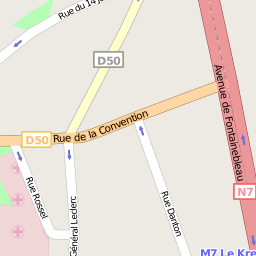 Rue du 14 J
D50
Avenue de Fontainebleau
Rue de la Convention
D50
Rue Rossel
Général Leclerc
Rue Danton
N7
M7 Le Kre